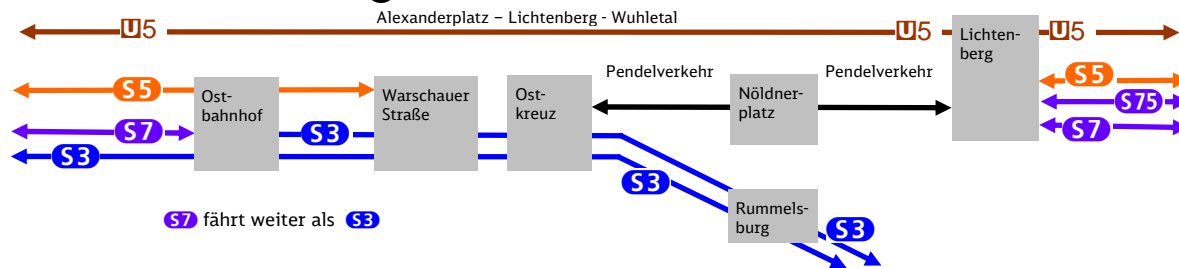 Alexanderplatz – Lichtenberg - Wuhletal
U5
U5
U5
Lichten-
berg
S5
Ost-
bahnhof
Warschauer
Straße
Ost-
kreuz
Pendelverkehr
Nöldner-
platz
Pendelverkehr
S5
S75
S7
S7
S3
S3
S3
Rummels-
burg
S3
S7 fährt weiter als S3